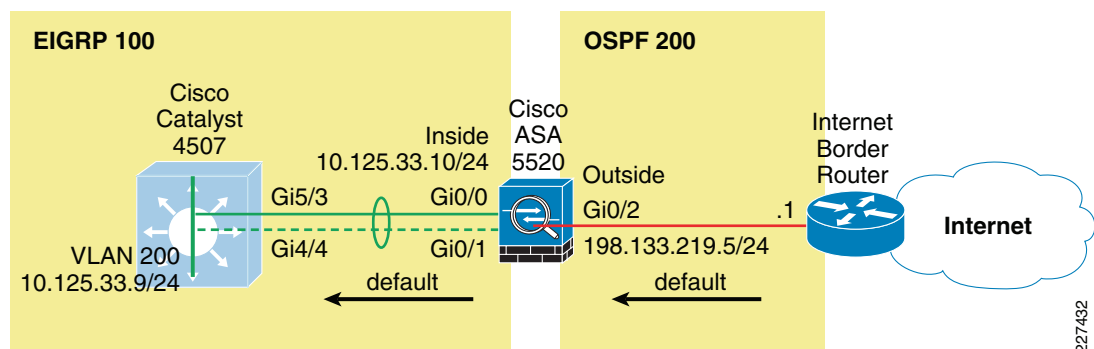 EIGRP 100
OSPF 200
Cisco
Catalyst
4507
Inside
10.125.33.10/24
Cisco
ASA
5520
Internet
Border
Router
Gi5/3
Gi0/0
Outside
Gi0/2
.1
Internet
VLAN 200
10.125.33.9/24
Gi4/4
Gi0/1
198.133.219.5/24
default
default
227432